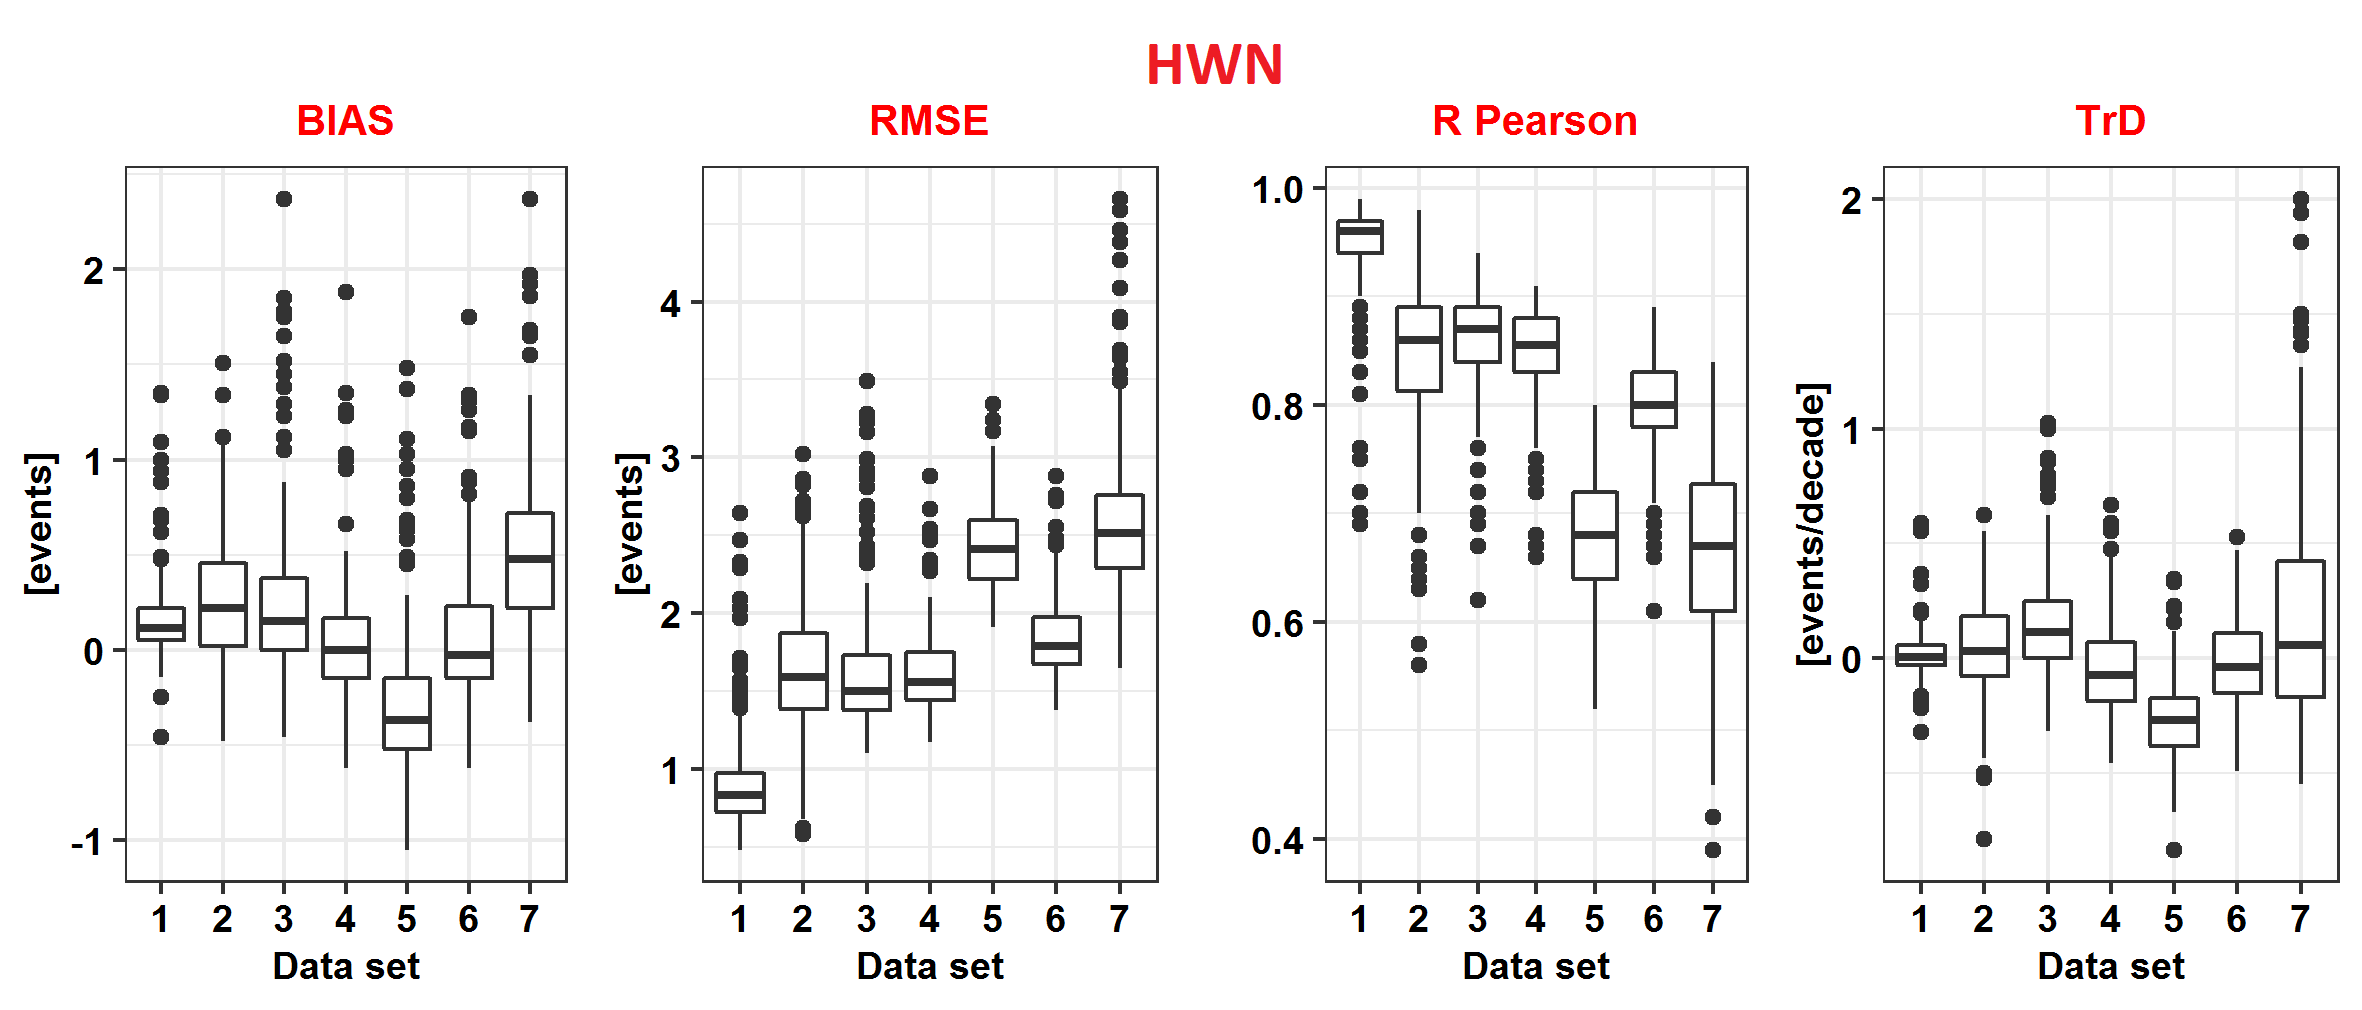 HWN
BIAS
RMSE
R Pearson
TrD
[events]
2
1
0
-1
1 2 3 4 5 6 7
Data set
[events]
4
3
2
1
1 2 3 4 5 6 7
Data set
1.0
0.8
0.6
0.4
1 2 3 4 5 6 7
Data set
[events/decade]
2
1
0
1 2 3 4 5 6 7
Data set